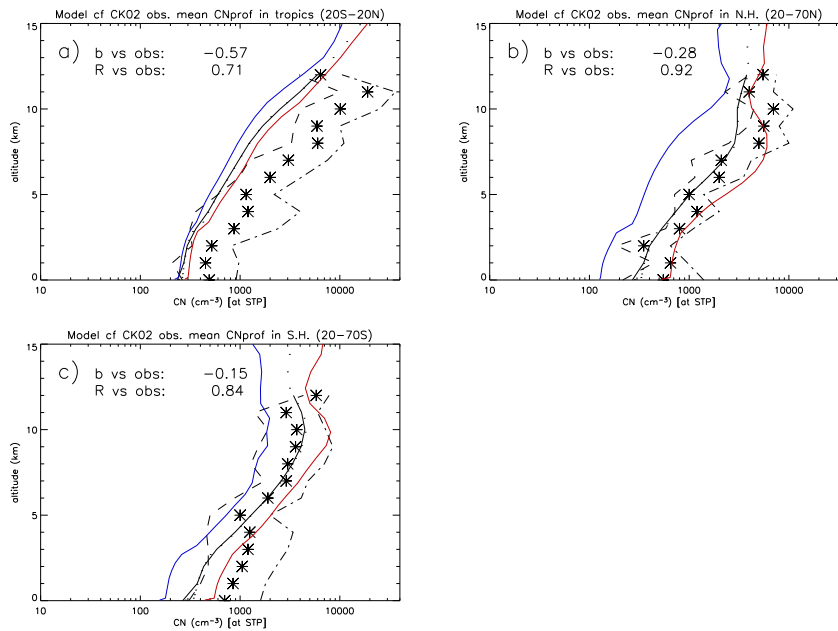 Model cf CK02 obs. mean CNprof in tropics (20S−20N)
a)
b vs obs: −0.57
R vs obs: 0.71
altitude (km)
15
10
5
0
10 100 1000 10000
CN (cm⁻³) [at STP]
Model cf CK02 obs. mean CNprof in N.H. (20−70N)
b)
b vs obs: −0.28
R vs obs: 0.92
altitude (km)
15
10
5
0
10 100 1000 10000
CN (cm⁻³) [at STP]
Model cf CK02 obs. mean CNprof in S.H. (20−70S)
c)
b vs obs: −0.15
R vs obs: 0.84
altitude (km)
15
10
5
0
10 100 1000 10000
CN (cm⁻³) [at STP]